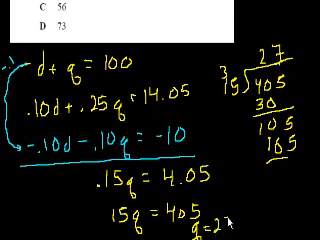 C 56
D 73
d + q = 100
.10d + .25q = 14.05
-.10d - .10q = -10
.15q = 4.05
15q = 405
q = 27
27
15)405
30
105
105